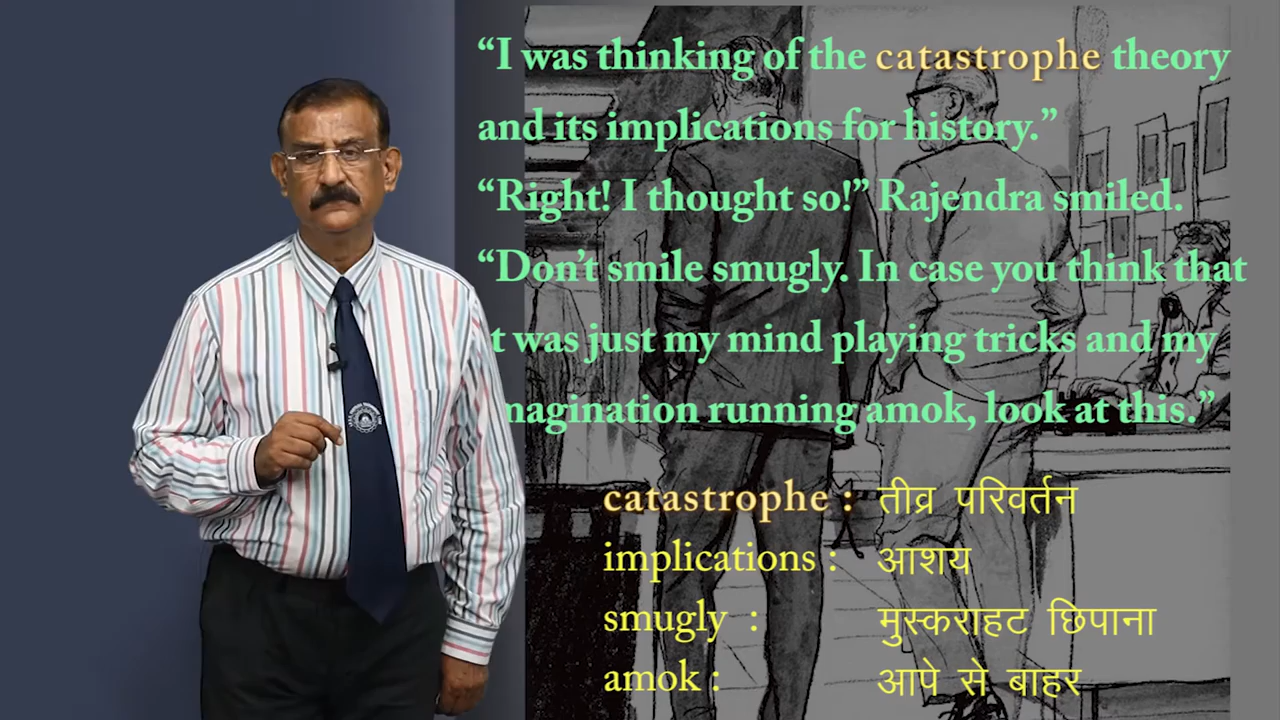 “I was thinking of the catastrophe theory
and its implications for history.”
“Right! I thought so!” Rajendra smiled.
“Don’t smile smugly. In case you think that
t was just my mind playing tricks and my
magination running amok, look at this.”
catastrophe : तीव्र परिवर्तन
implications : आशय
smugly : मुस्कराहट छिपाना
amok : आपे से बाहर